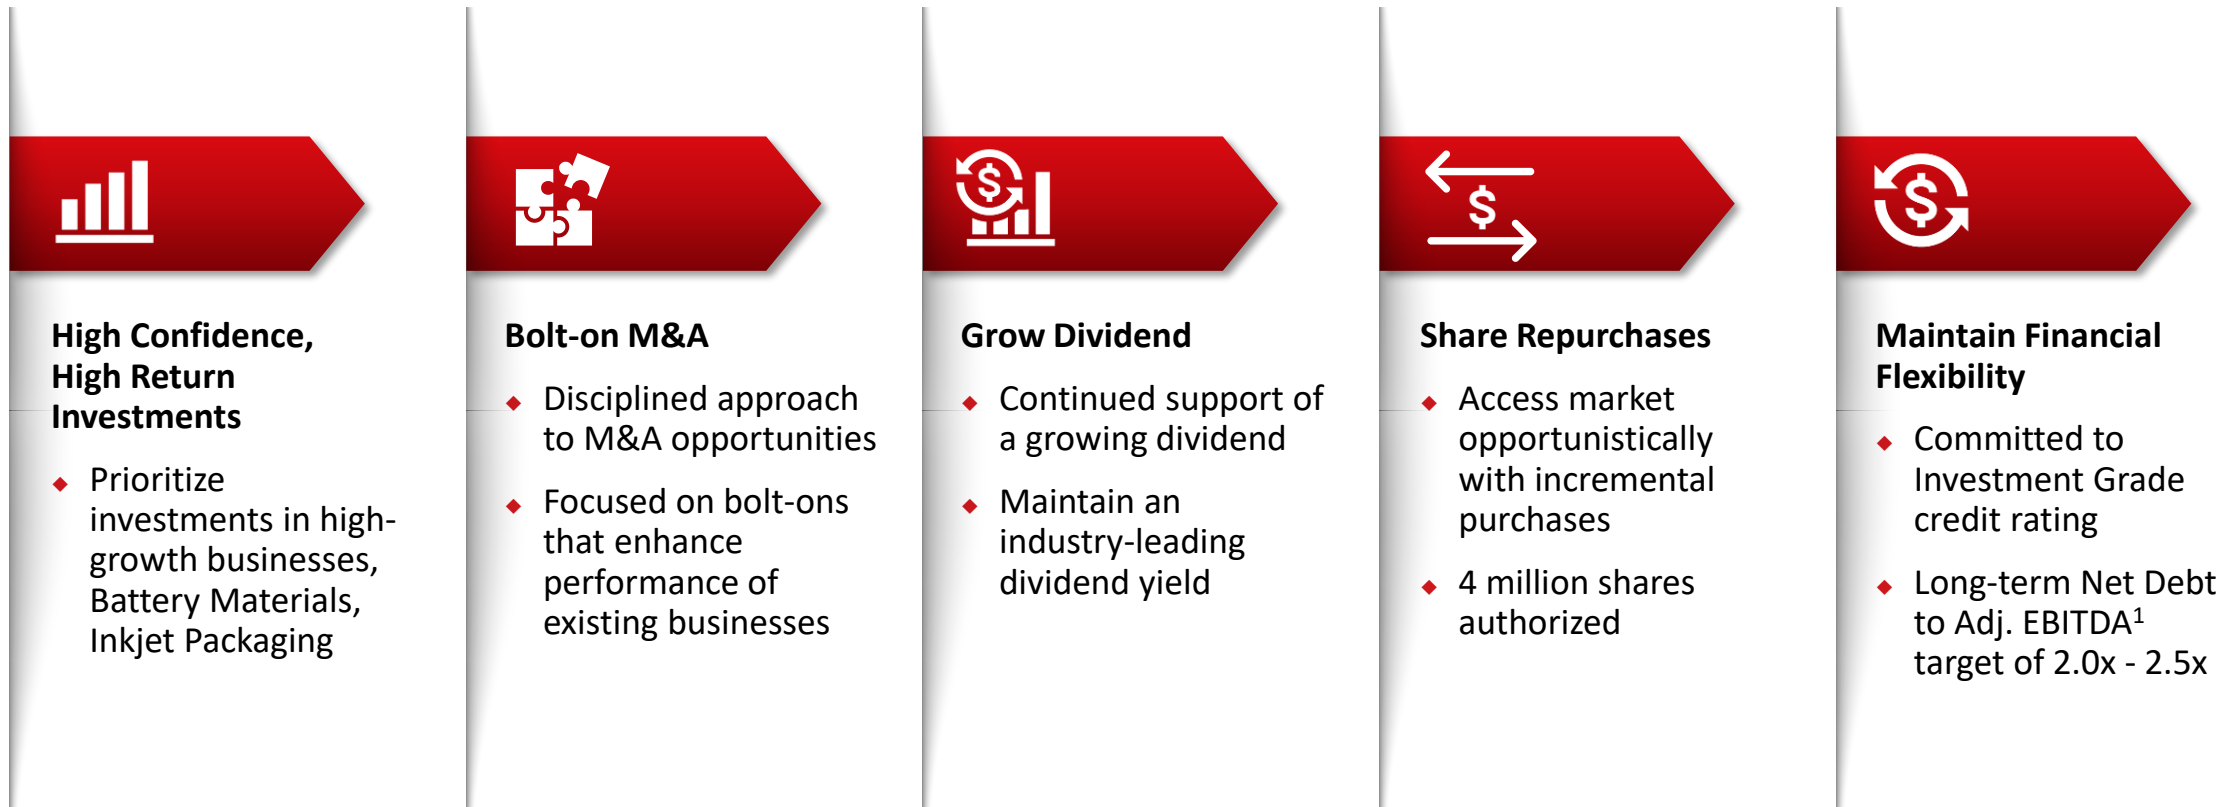 High Confidence,
High Return
Investments
◆ Prioritize
investments in high-
growth businesses,
Battery Materials,
Inkjet Packaging
Bolt-on M&A
◆ Disciplined approach
to M&A opportunities
◆ Focused on bolt-ons
that enhance
performance of
existing businesses
Grow Dividend
◆ Continued support of
a growing dividend
◆ Maintain an
industry-leading
dividend yield
Share Repurchases
◆ Access market
opportunistically
with incremental
purchases
◆ 4 million shares
authorized
Maintain Financial
Flexibility
◆ Committed to
Investment Grade
credit rating
◆ Long-term Net Debt
to Adj. EBITDA¹
target of 2.0x - 2.5x